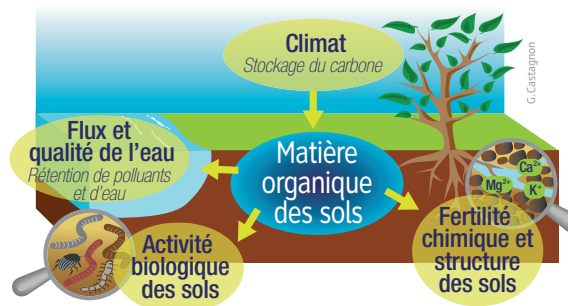 Climat
Stockage du carbone
G. Castagnon
Flux et
qualité de l'eau
Rétention de polluants
et d'eau
Matière
organique
des sols
Ca²⁺
Mg²⁺
K⁺
Activité
biologique
des sols
Fertilité
chimique et
structure
des sols